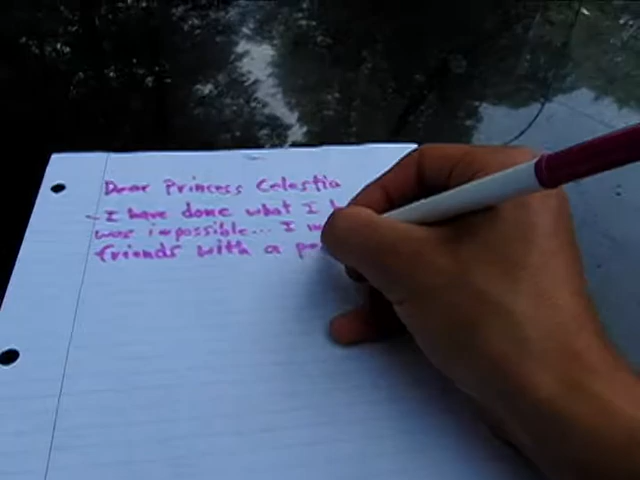 Dear Princess Celestia
I have done what I
was impossible... I
friends with a